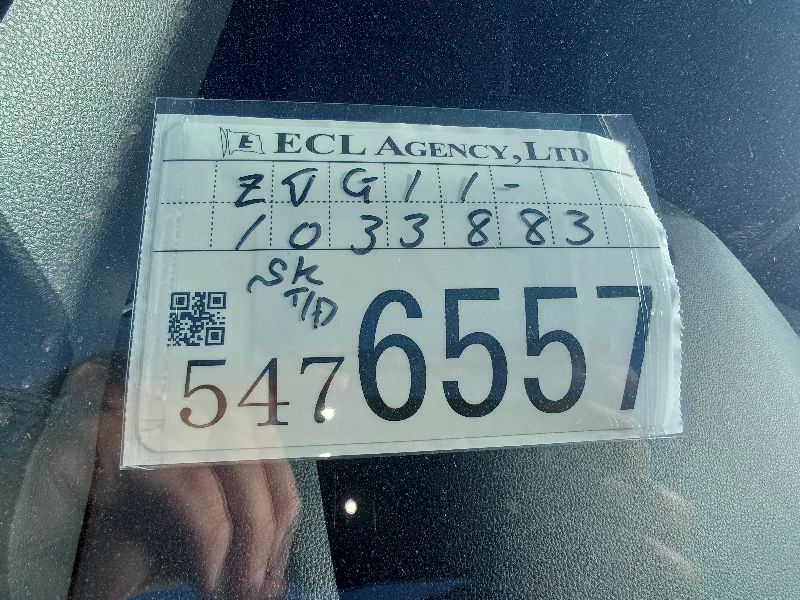 E ECL AGENCY, LTD
ZVG11-
1033883
SK
T/D
5476557